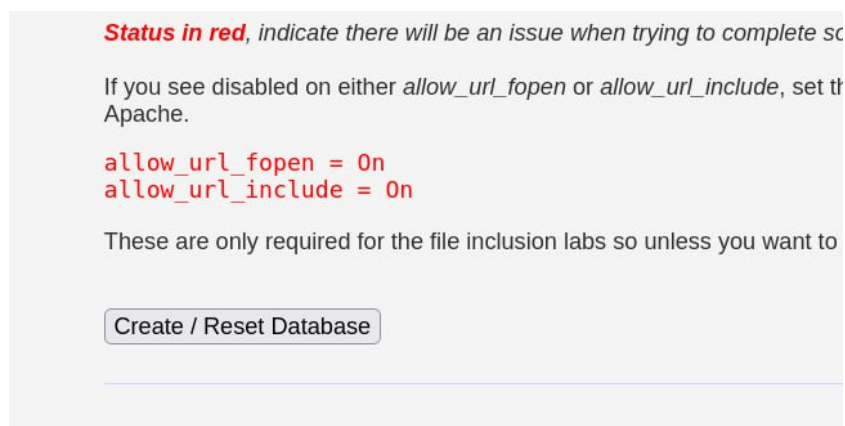 Status in red, indicate there will be an issue when trying to complete
If you see disabled on either allow_url_fopen or allow_url_include, set
Apache.
allow_url_fopen = On
allow_url_include = On
These are only required for the file inclusion labs so unless you want to
Create / Reset Database